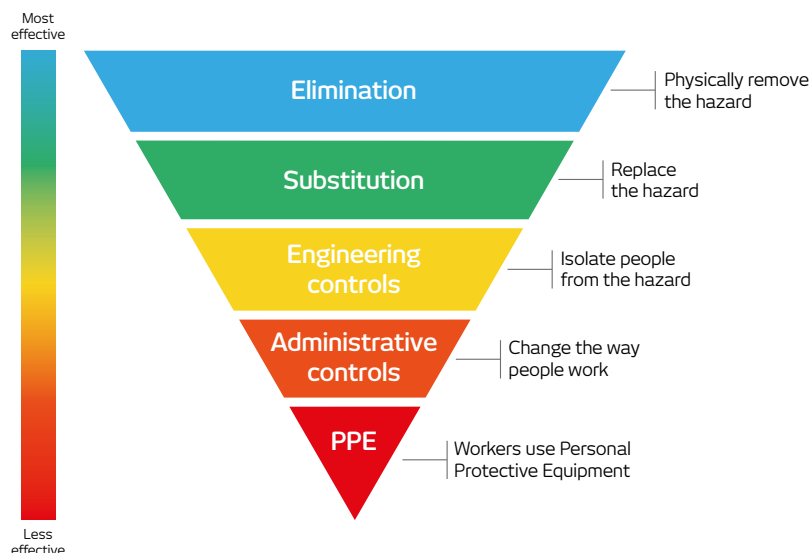 Most
effective
Elimination
Physically remove
the hazard
Substitution
Replace
the hazard
Engineering
controls
Isolate people
from the hazard
Administrative
controls
Change the way
people work
PPE
Workers use Personal
Protective Equipment
Less
effective